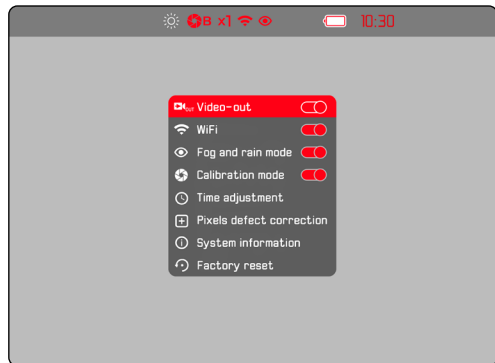 B x1 10:30
OUT Video-out
WiFi
Fog and rain mode
Calibration mode
Time adjustment
Pixels defect correction
System information
Factory reset